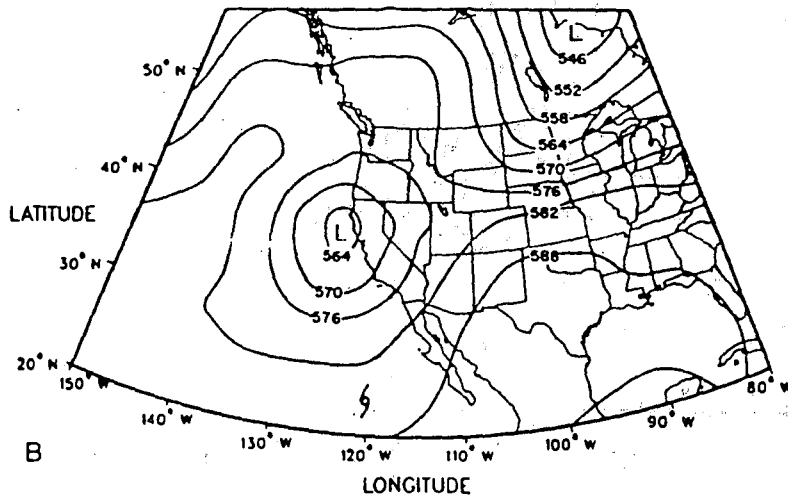 L
546
50° N
552
558
564
570
40° N
576
582
LATITUDE
L
564
588
30° N
570
576
20° N
150° W
80° W
140° W
90° W
130° W
100° W
120° W
110° W
B
LONGITUDE